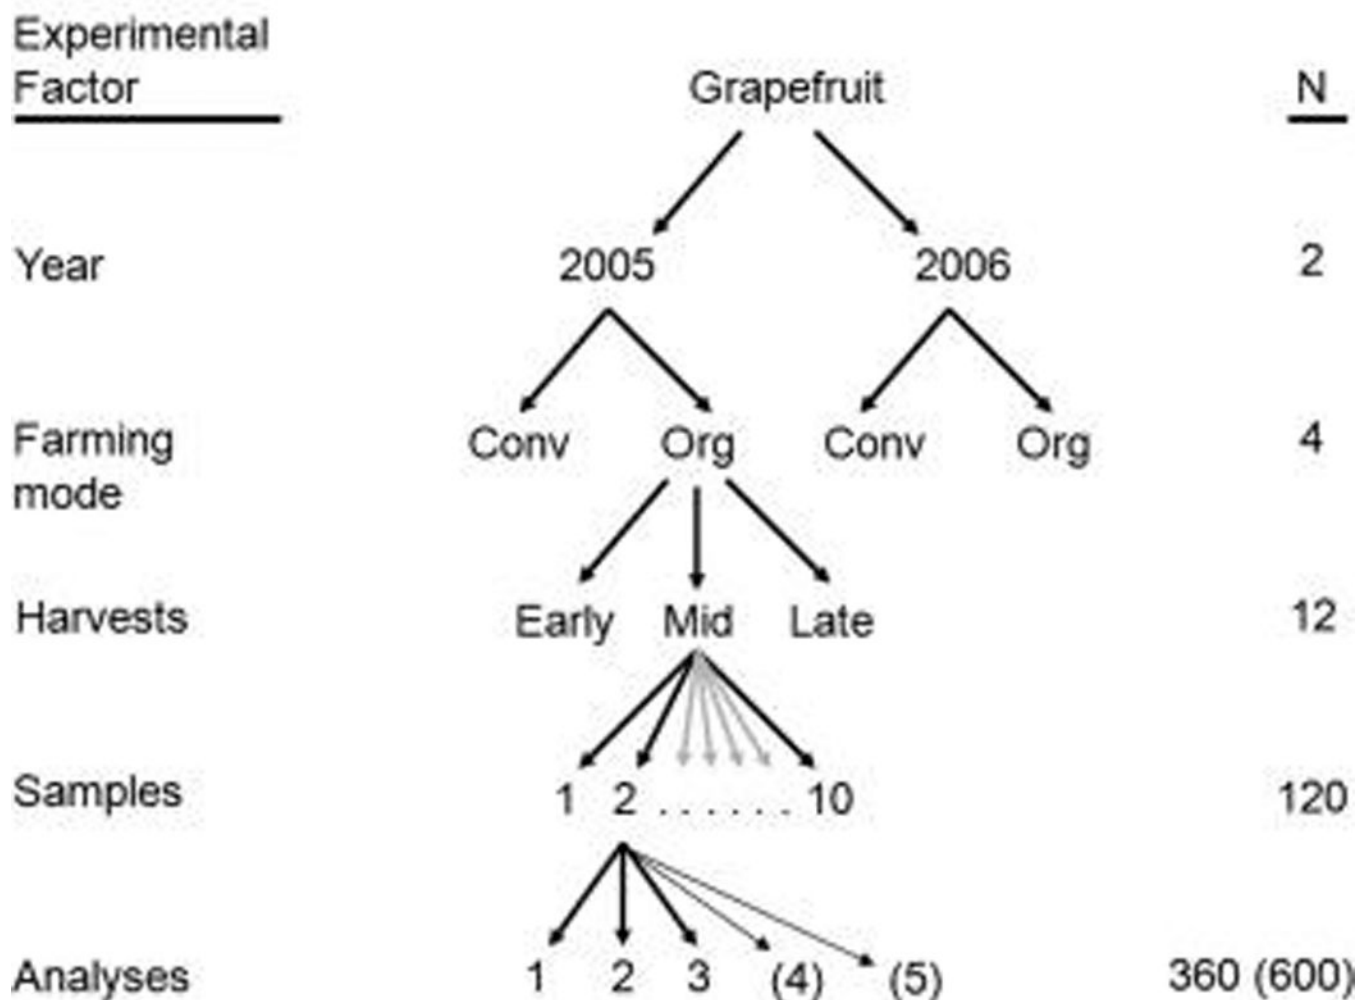 Experimental
Factor
Grapefruit
N
Year
2005
2006
2
Farming
mode
Conv
Org
Conv
Org
4
Harvests
Early
Mid
Late
12
Samples
1 2 . . . . . . 10
120
Analyses
1 2 3 (4) (5)
360 (600)